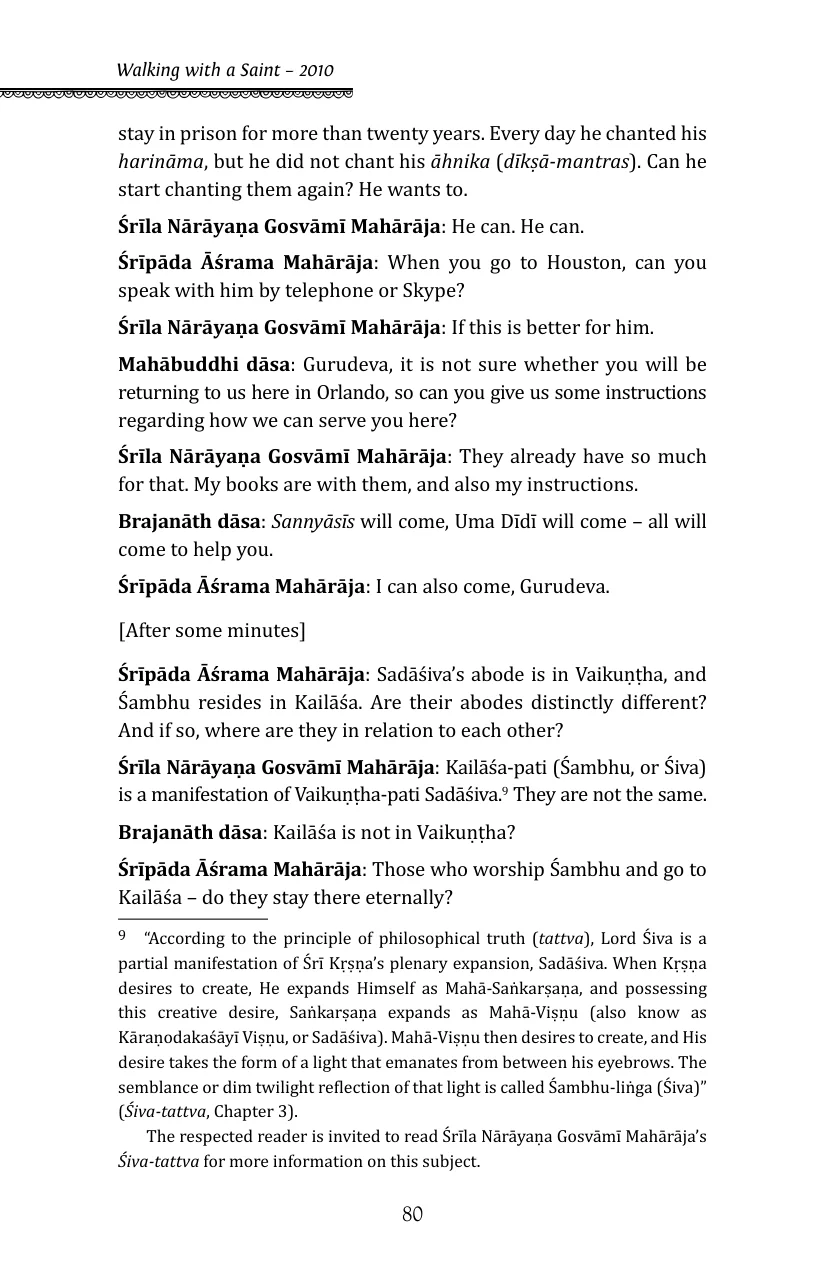 Walking with a Saint – 2010
stay in prison for more than twenty years. Every day he chanted his
harināma, but he did not chant his āhnika (dīkṣā-mantras). Can he
start chanting them again? He wants to.
Śrīla Nārāyaṇa Gosvāmī Mahārāja: He can. He can.
Śrīpāda Āśrama Mahārāja: When you go to Houston, can you
speak with him by telephone or Skype?
Śrīla Nārāyaṇa Gosvāmī Mahārāja: If this is better for him.
Mahābuddhi dāsa: Gurudeva, it is not sure whether you will be
returning to us here in Orlando, so can you give us some instructions
regarding how we can serve you here?
Śrīla Nārāyaṇa Gosvāmī Mahārāja: They already have so much
for that. My books are with them, and also my instructions.
Brajanāth dāsa: Sannyāsīs will come, Uma Dīdī will come – all will
come to help you.
Śrīpāda Āśrama Mahārāja: I can also come, Gurudeva.
[After some minutes]
Śrīpāda Āśrama Mahārāja: Sadāśiva’s abode is in Vaikuṇṭha, and
Śambhu resides in Kailāśa. Are their abodes distinctly different?
And if so, where are they in relation to each other?
Śrīla Nārāyaṇa Gosvāmī Mahārāja: Kailāśa-pati (Śambhu, or Śiva)
is a manifestation of Vaikuṇṭha-pati Sadāśiva.⁹ They are not the same.
Brajanāth dāsa: Kailāśa is not in Vaikuṇṭha?
Śrīpāda Āśrama Mahārāja: Those who worship Śambhu and go to
Kailāśa – do they stay there eternally?
9 “According to the principle of philosophical truth (tattva), Lord Śiva is a
partial manifestation of Śrī Kṛṣṇa’s plenary expansion, Sadāśiva. When Kṛṣṇa
desires to create, He expands Himself as Mahā-Saṅkarṣaṇa, and possessing
this creative desire, Saṅkarṣaṇa expands as Mahā-Viṣṇu (also know as
Kāraṇodakaśāyī Viṣṇu, or Sadāśiva). Mahā-Viṣṇu then desires to create, and His
desire takes the form of a light that emanates from between his eyebrows. The
semblance or dim twilight reflection of that light is called Śambhu-liṅga (Śiva)”
(Śiva-tattva, Chapter 3).
The respected reader is invited to read Śrīla Nārāyaṇa Gosvāmī Mahārāja’s
Śiva-tattva for more information on this subject.
80